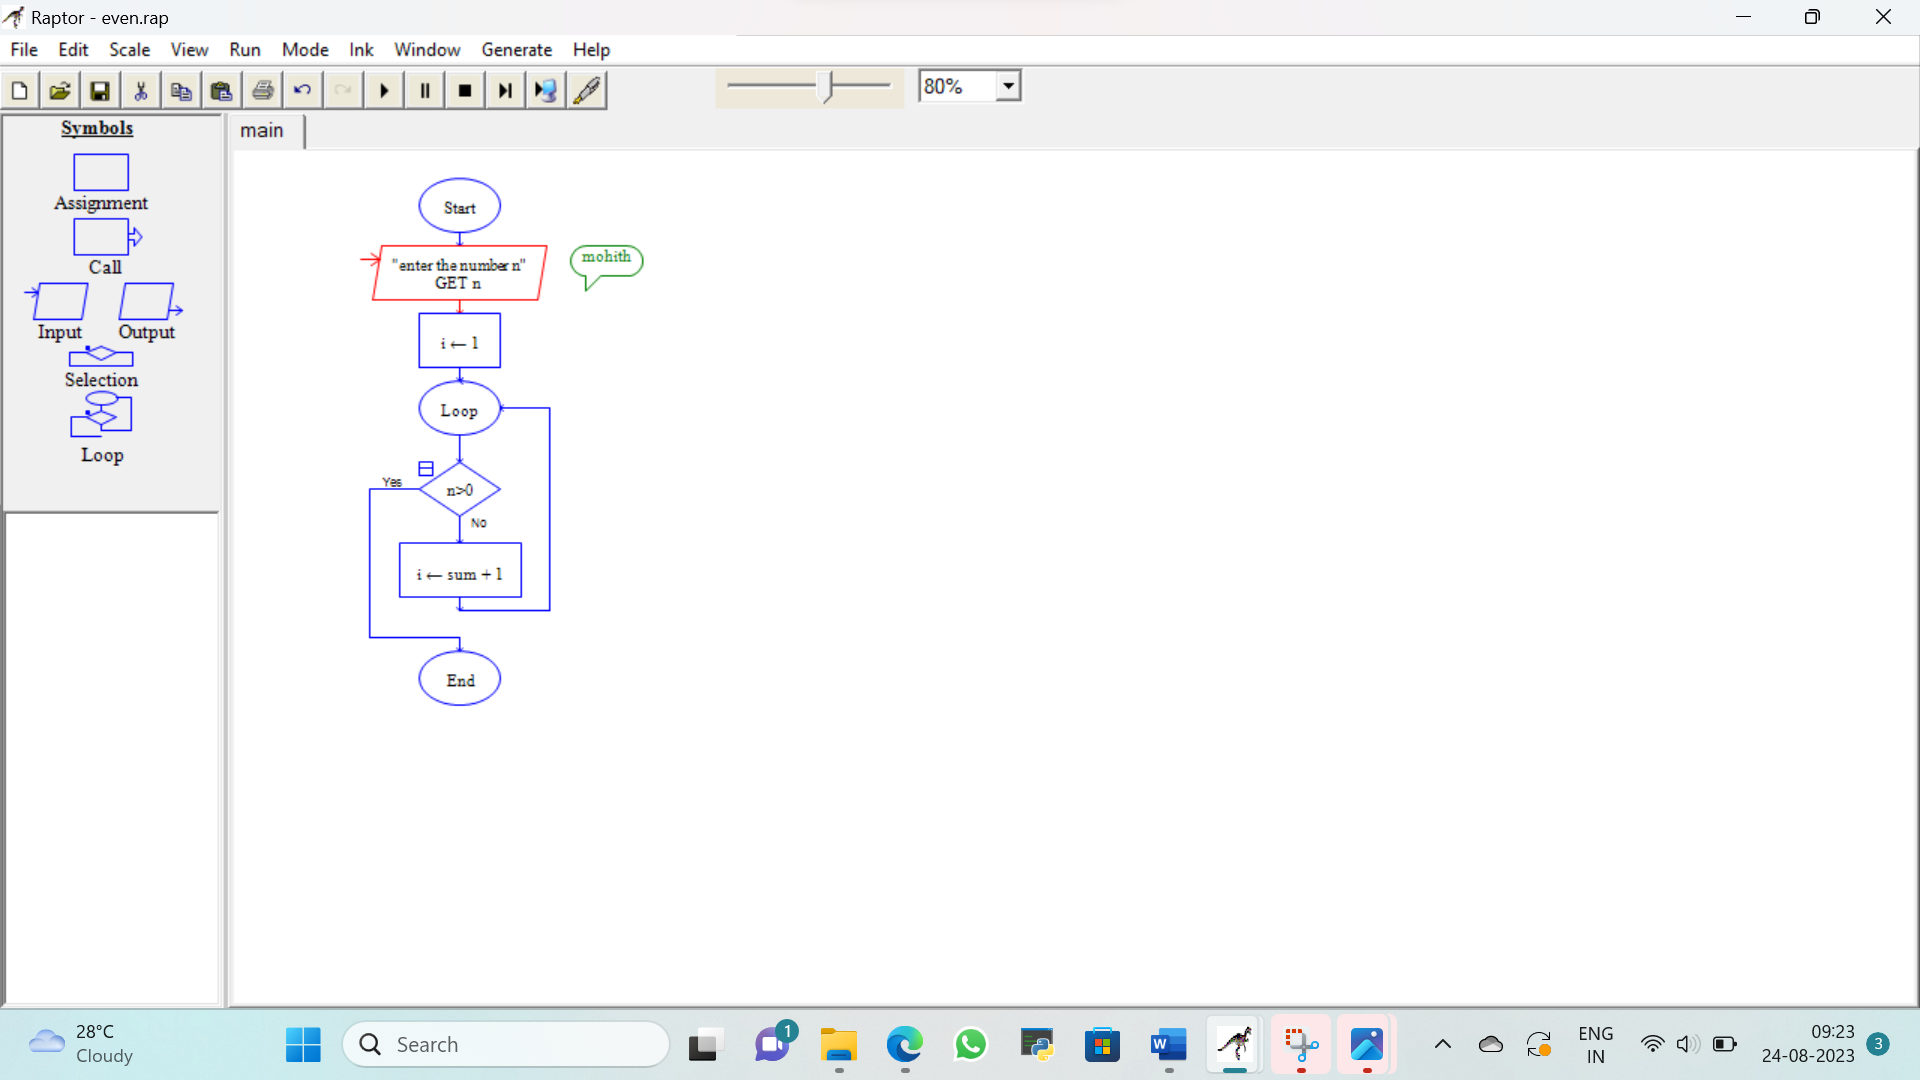 Raptor - even.rap
File Edit Scale View Run Mode Ink Window Generate Help
80%
Symbols
Assignment
Call
Input Output
Selection
Loop
main
Start
"enter the number n"
GET n
mohith
i ← 1
Loop
Yes
n>0
No
i ← sum + 1
End
28°C
Cloudy
Search
1
W
ENG
IN
09:23
24-08-2023
3